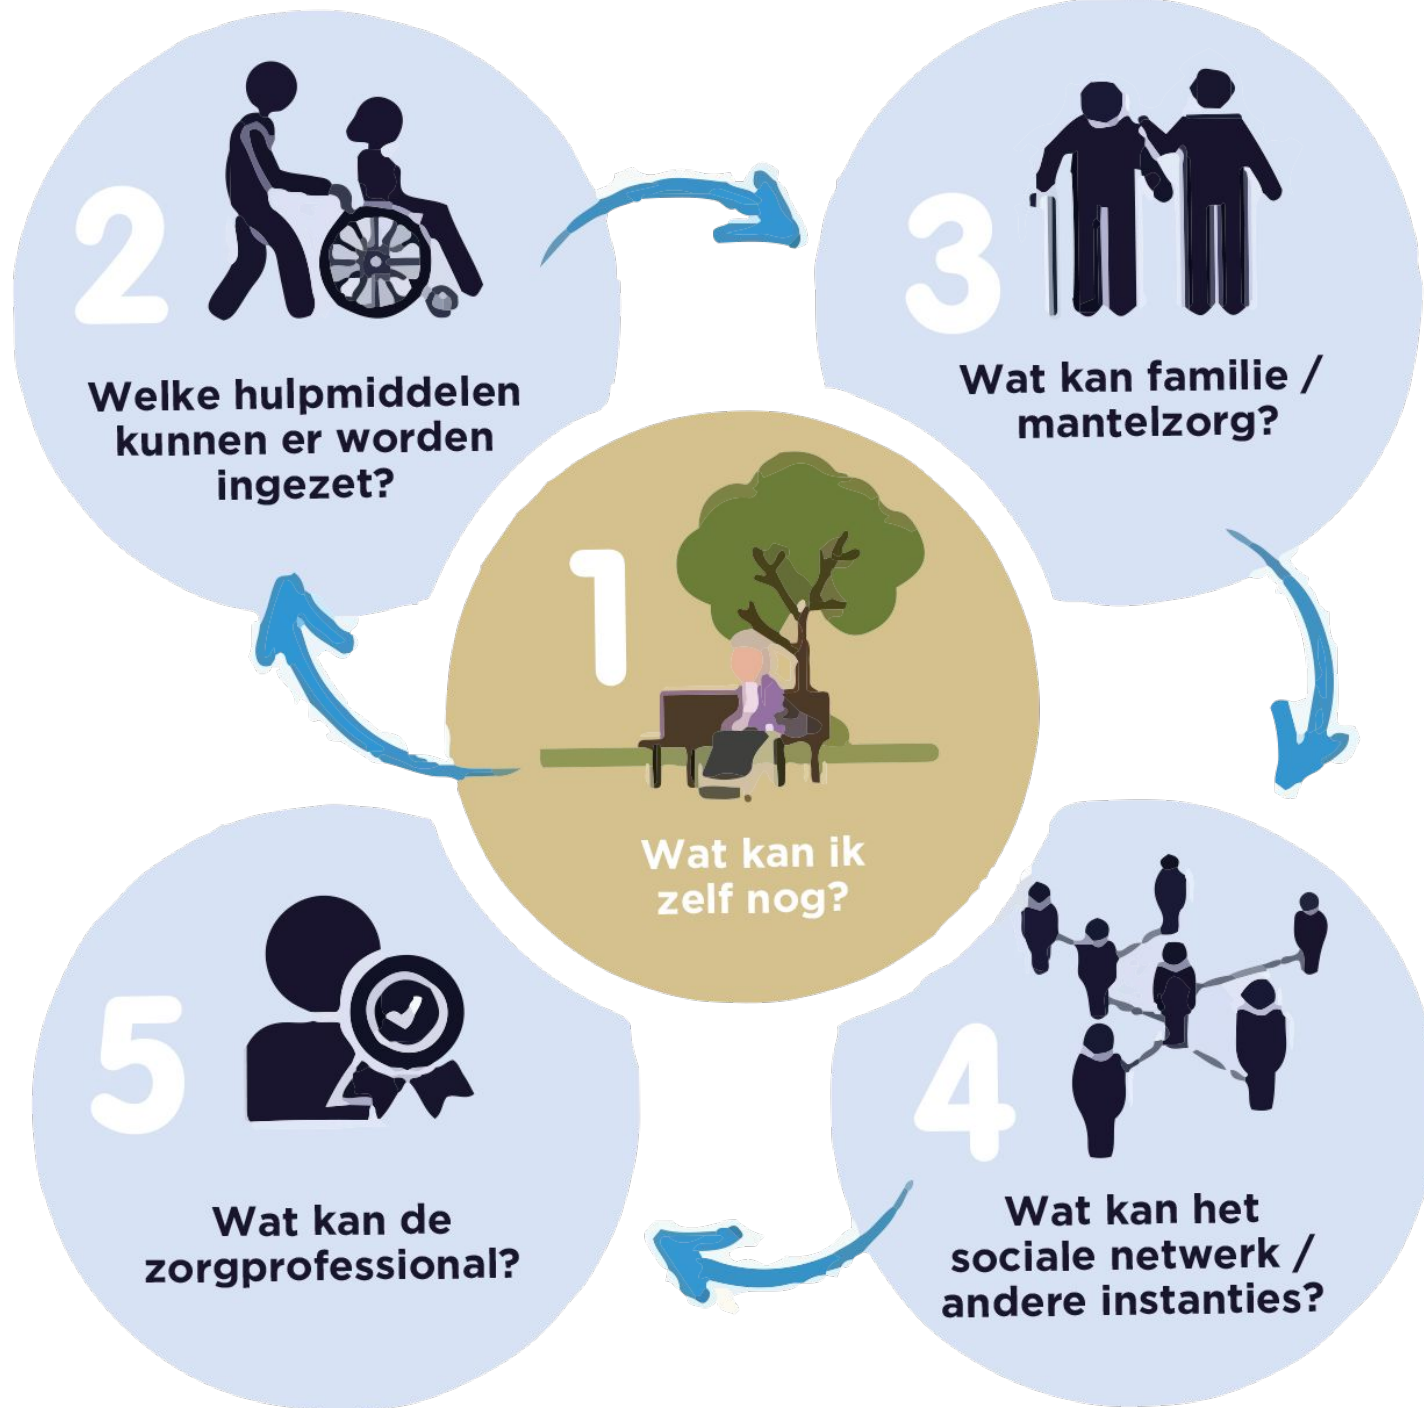 1
Wat kan ik
zelf nog?
2
Welke hulpmiddelen
kunnen er worden
ingezet?
3
Wat kan familie /
mantelzorg?
4
Wat kan het
sociale netwerk /
andere instanties?
5
Wat kan de
zorgprofessional?